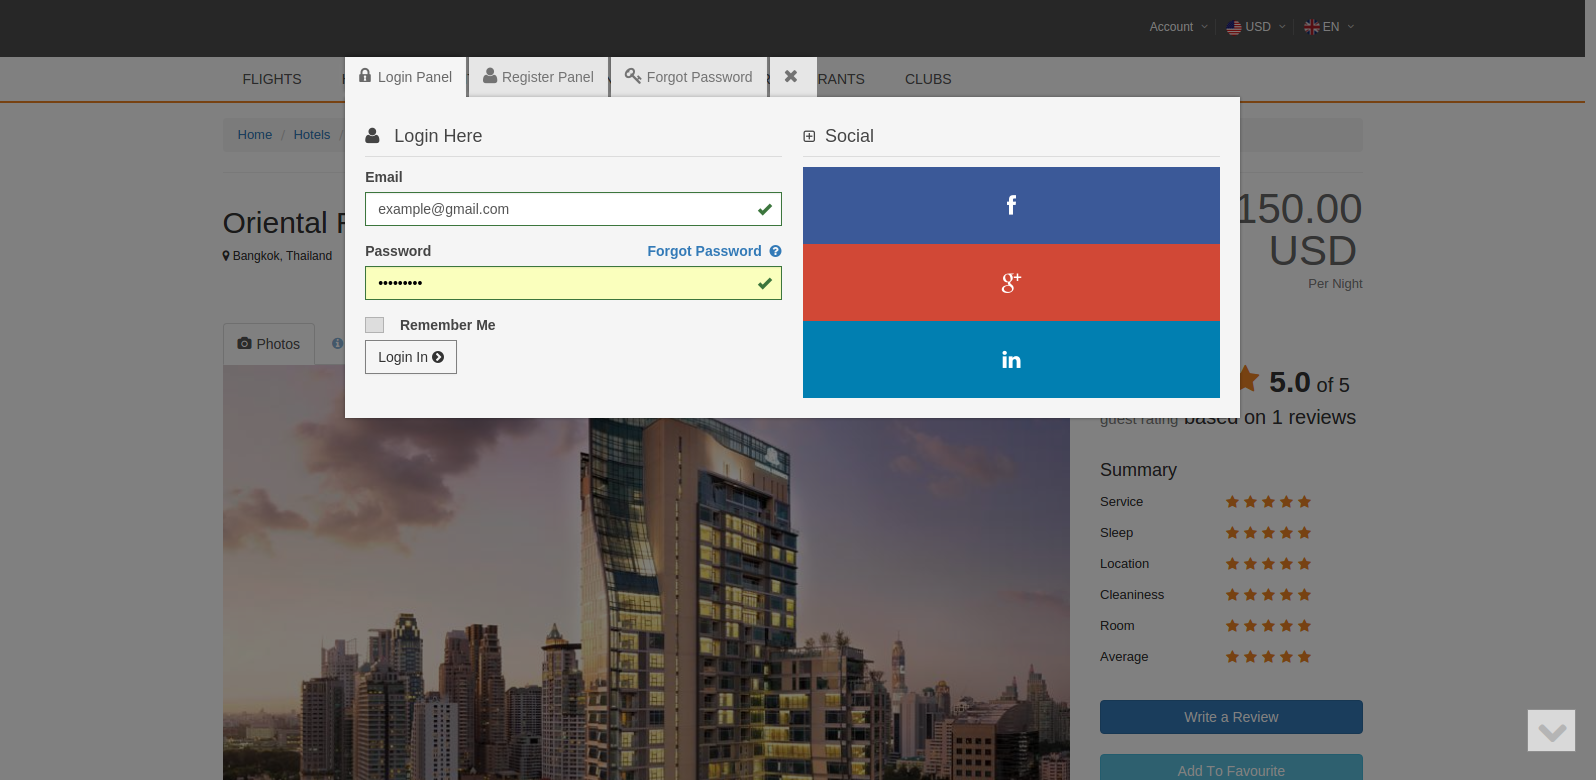 Account USD EN
FLIGHTS RANTS CLUBS
Login Panel Register Panel Forgot Password
Home / Hotels /
Login Here
Social
Email
example@gmail.com
Password Forgot Password
Remember Me
Login In
Oriental
Bangkok, Thailand
150.00
USD
Per Night
Photos
5.0 of 5
guest rating based on 1 reviews
Summary
Service
Sleep
Location
Cleaniness
Room
Average
Write a Review
Add To Favourite